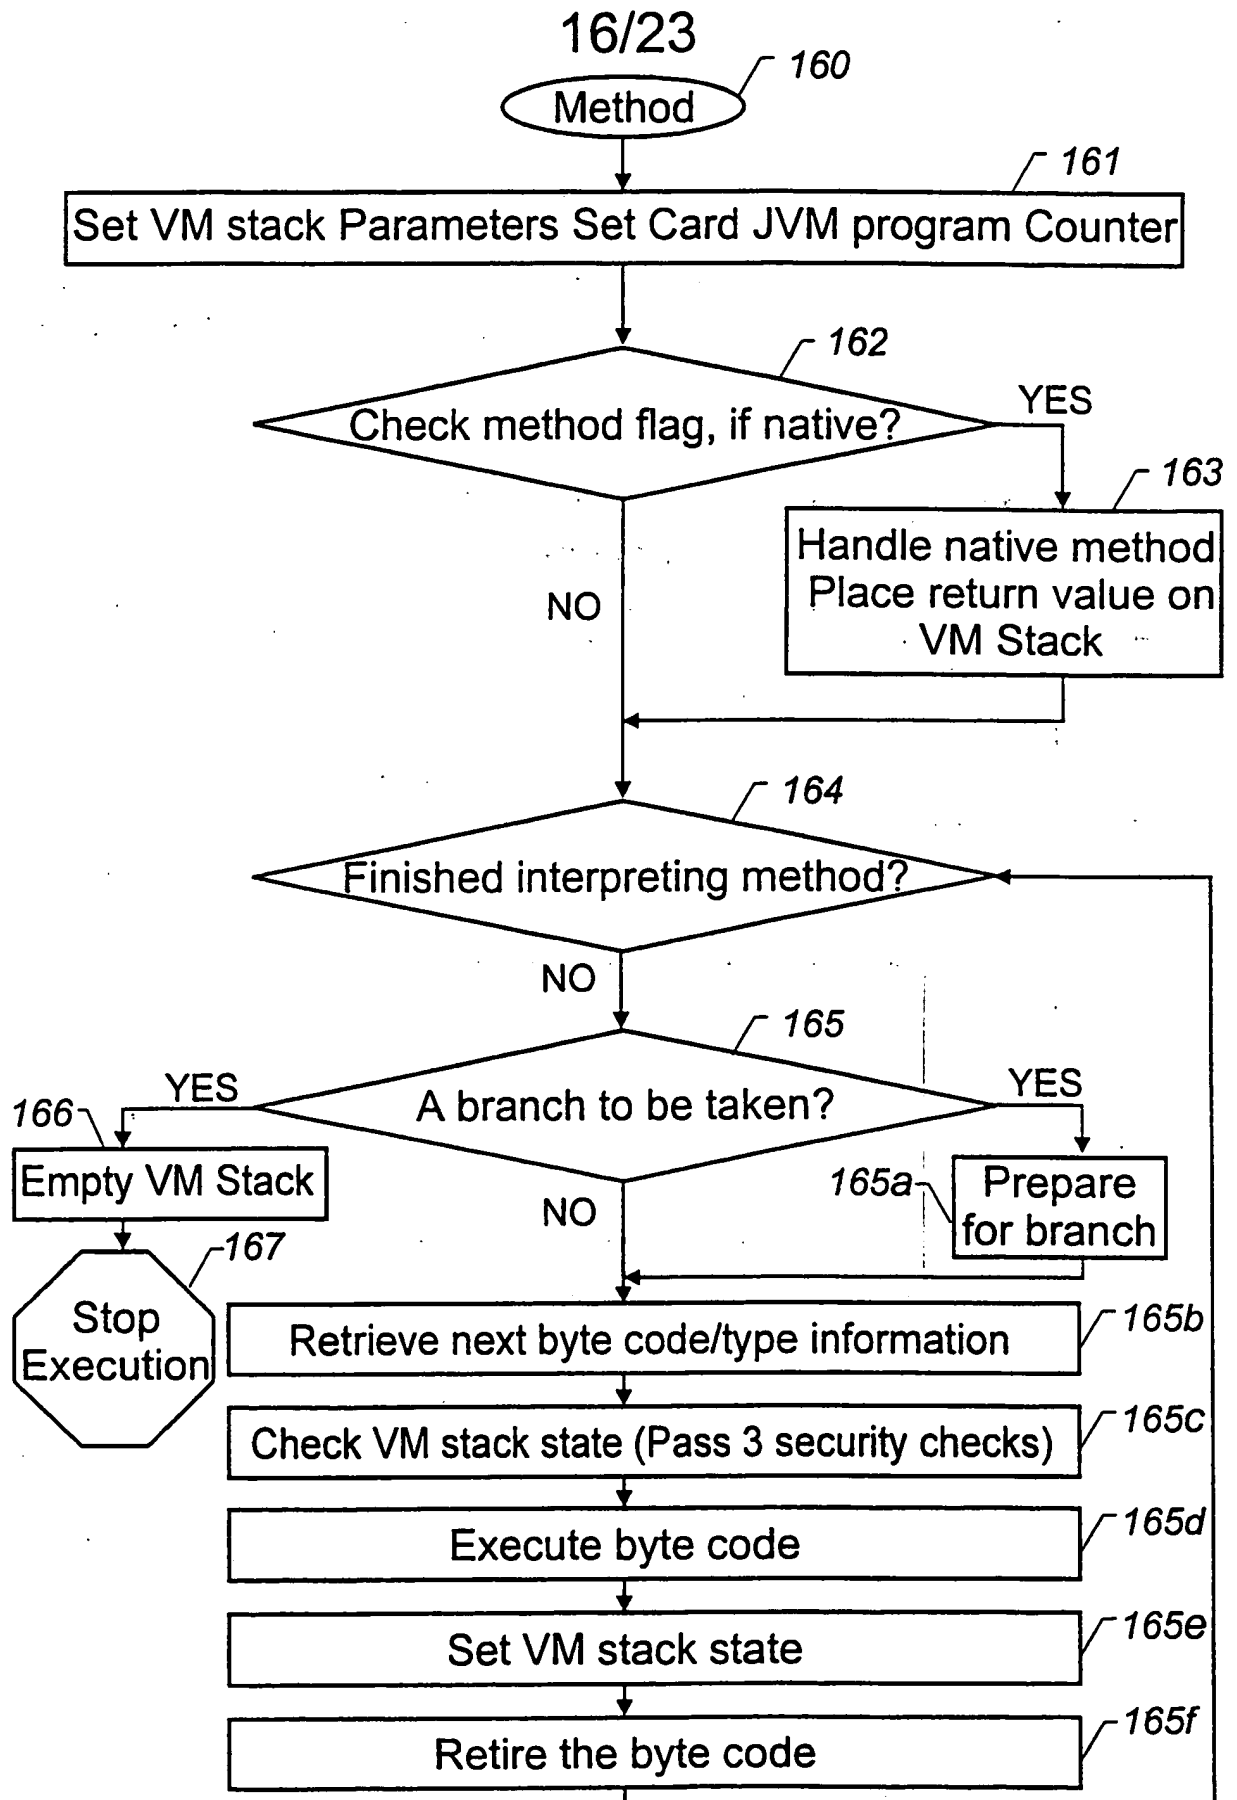 16/23
160
Method
161
Set VM stack Parameters Set Card JVM program Counter
162
Check method flag, if native?
YES
163
Handle native method
Place return value on
VM Stack
NO
164
Finished interpreting method?
NO
165
A branch to be taken?
YES
YES
166
Empty VM Stack
165a
Prepare
for branch
NO
167
Stop
Execution
165b
Retrieve next byte code/type information
165c
Check VM stack state (Pass 3 security checks)
165d
Execute byte code
165e
Set VM stack state
165f
Retire the byte code